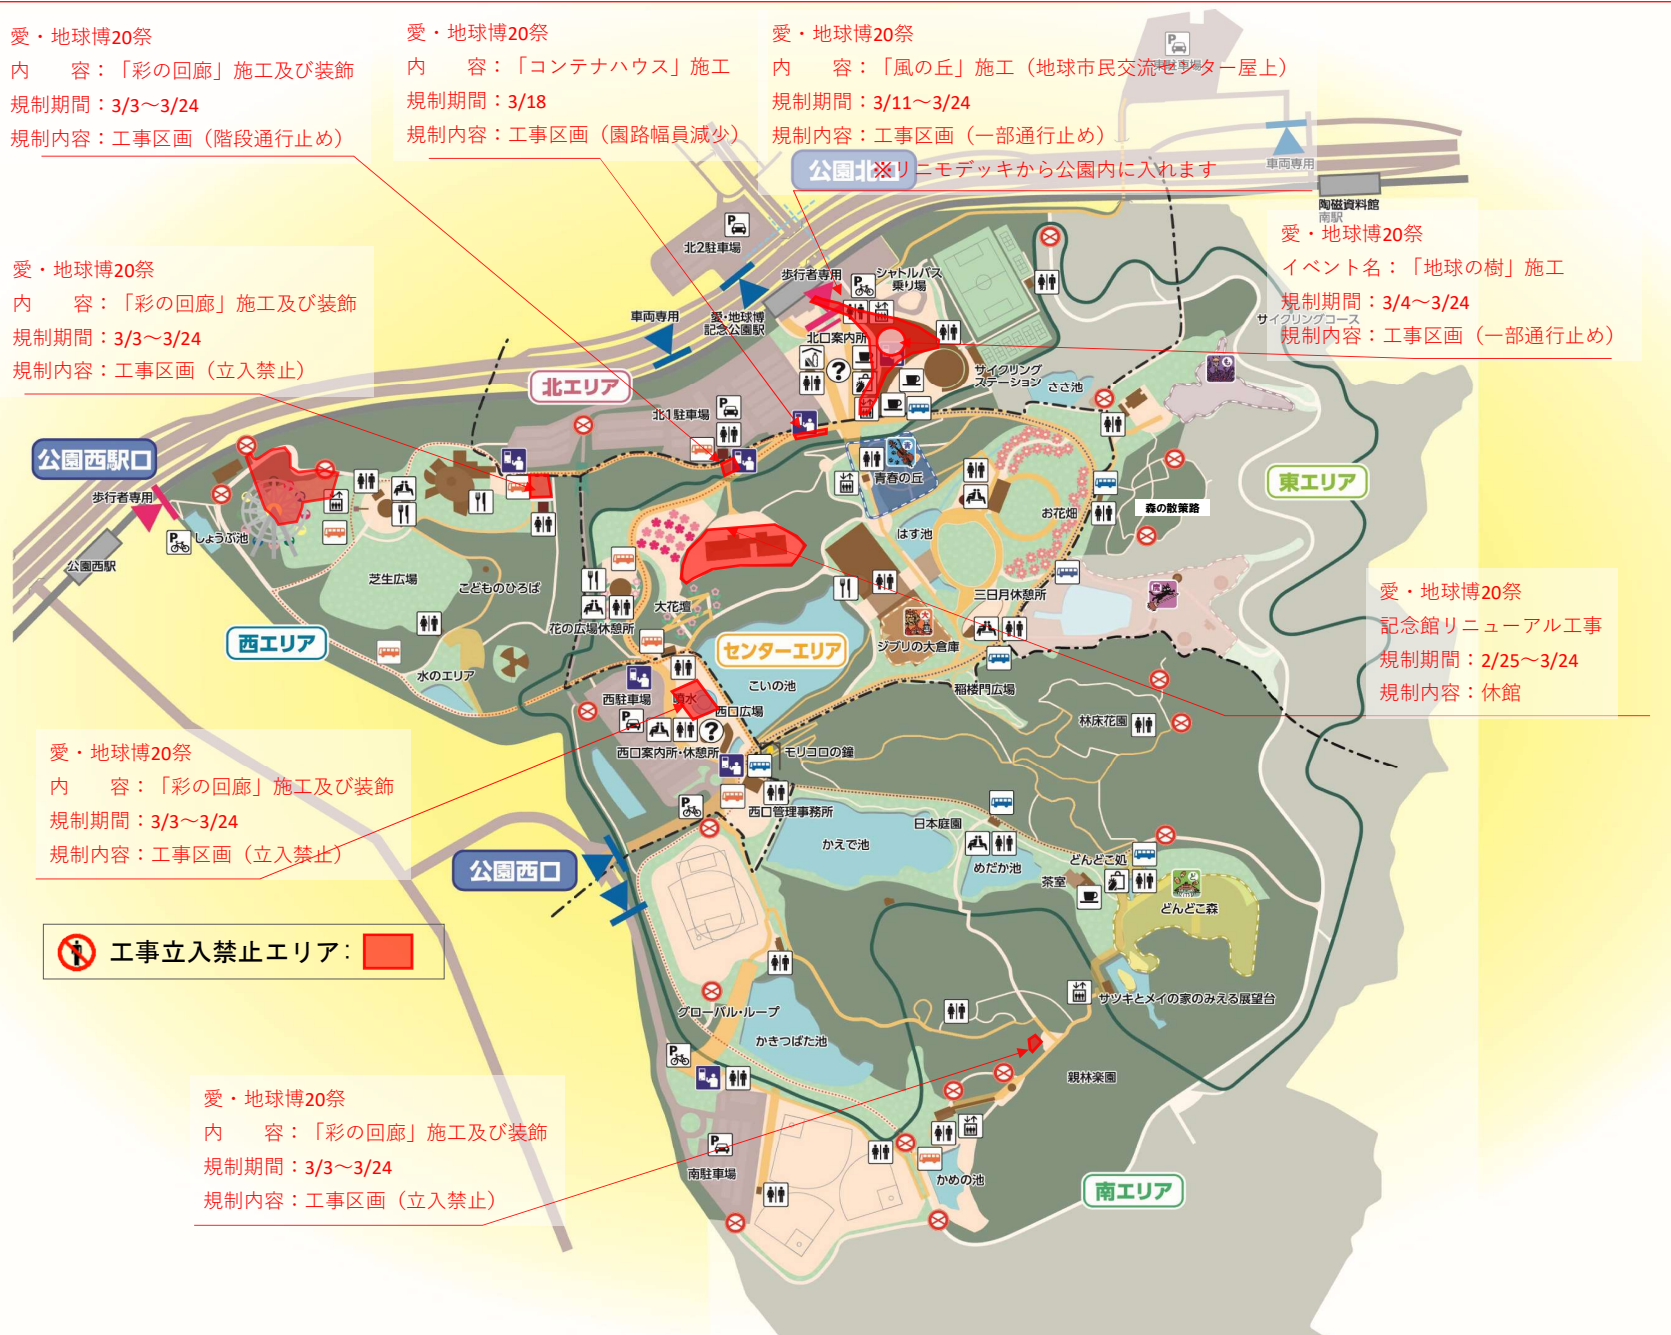 愛・地球博20祭
内　　容：「彩の回廊」施工及び装飾
規制期間：3/3～3/24
規制内容：工事区画（階段通行止め）
愛・地球博20祭
内　　容：「コンテナハウス」施工
規制期間：3/18
規制内容：工事区画（園路幅員減少）
愛・地球博20祭
内　　容：「風の丘」施工（地球市民交流センター屋上）
規制期間：3/11～3/24
規制内容：工事区画（一部通行止め）
※リニモデッキから公園内に入れます
公園北口
車両専用
陶磁資料館
南駅
愛・地球博20祭
イベント名：「地球の樹」施工
規制期間：3/4～3/24
規制内容：工事区画（一部通行止め）
サイクリングコース
愛・地球博20祭
内　　容：「彩の回廊」施工及び装飾
規制期間：3/3～3/24
規制内容：工事区画（立入禁止）
北2駐車場
歩行者専用
シャトルバス
乗り場
愛・地球博
記念公園駅
車両専用
北口案内所
サイクリング
ステーション
ささ池
北エリア
北1駐車場
公園西駅口
歩行者専用
しょうぶ池
公園西駅
青春の丘
お花畑
森の散策路
東エリア
はす池
芝生広場
こどものひろば
大花壇
花の広場休憩所
三日月休憩所
ジブリの大倉庫
西エリア
センターエリア
水のエリア
こいの池
稲楼門広場
西駐車場
噴水
西口広場
西口案内所・休憩所
モリコロの鐘
林床花園
愛・地球博20祭
記念館リニューアル工事
規制期間：2/25～3/24
規制内容：休館
愛・地球博20祭
内　　容：「彩の回廊」施工及び装飾
規制期間：3/3～3/24
規制内容：工事区画（立入禁止）
西口管理事務所
日本庭園
かえで池
めだか池
どんどこ処
茶室
どんどこ森
公園西口
工事立入禁止エリア：
サツキとメイの家のみえる展望台
グローバル・ループ
かきつばた池
親林楽園
愛・地球博20祭
内　　容：「彩の回廊」施工及び装飾
規制期間：3/3～3/24
規制内容：工事区画（立入禁止）
南駐車場
かめの池
南エリア